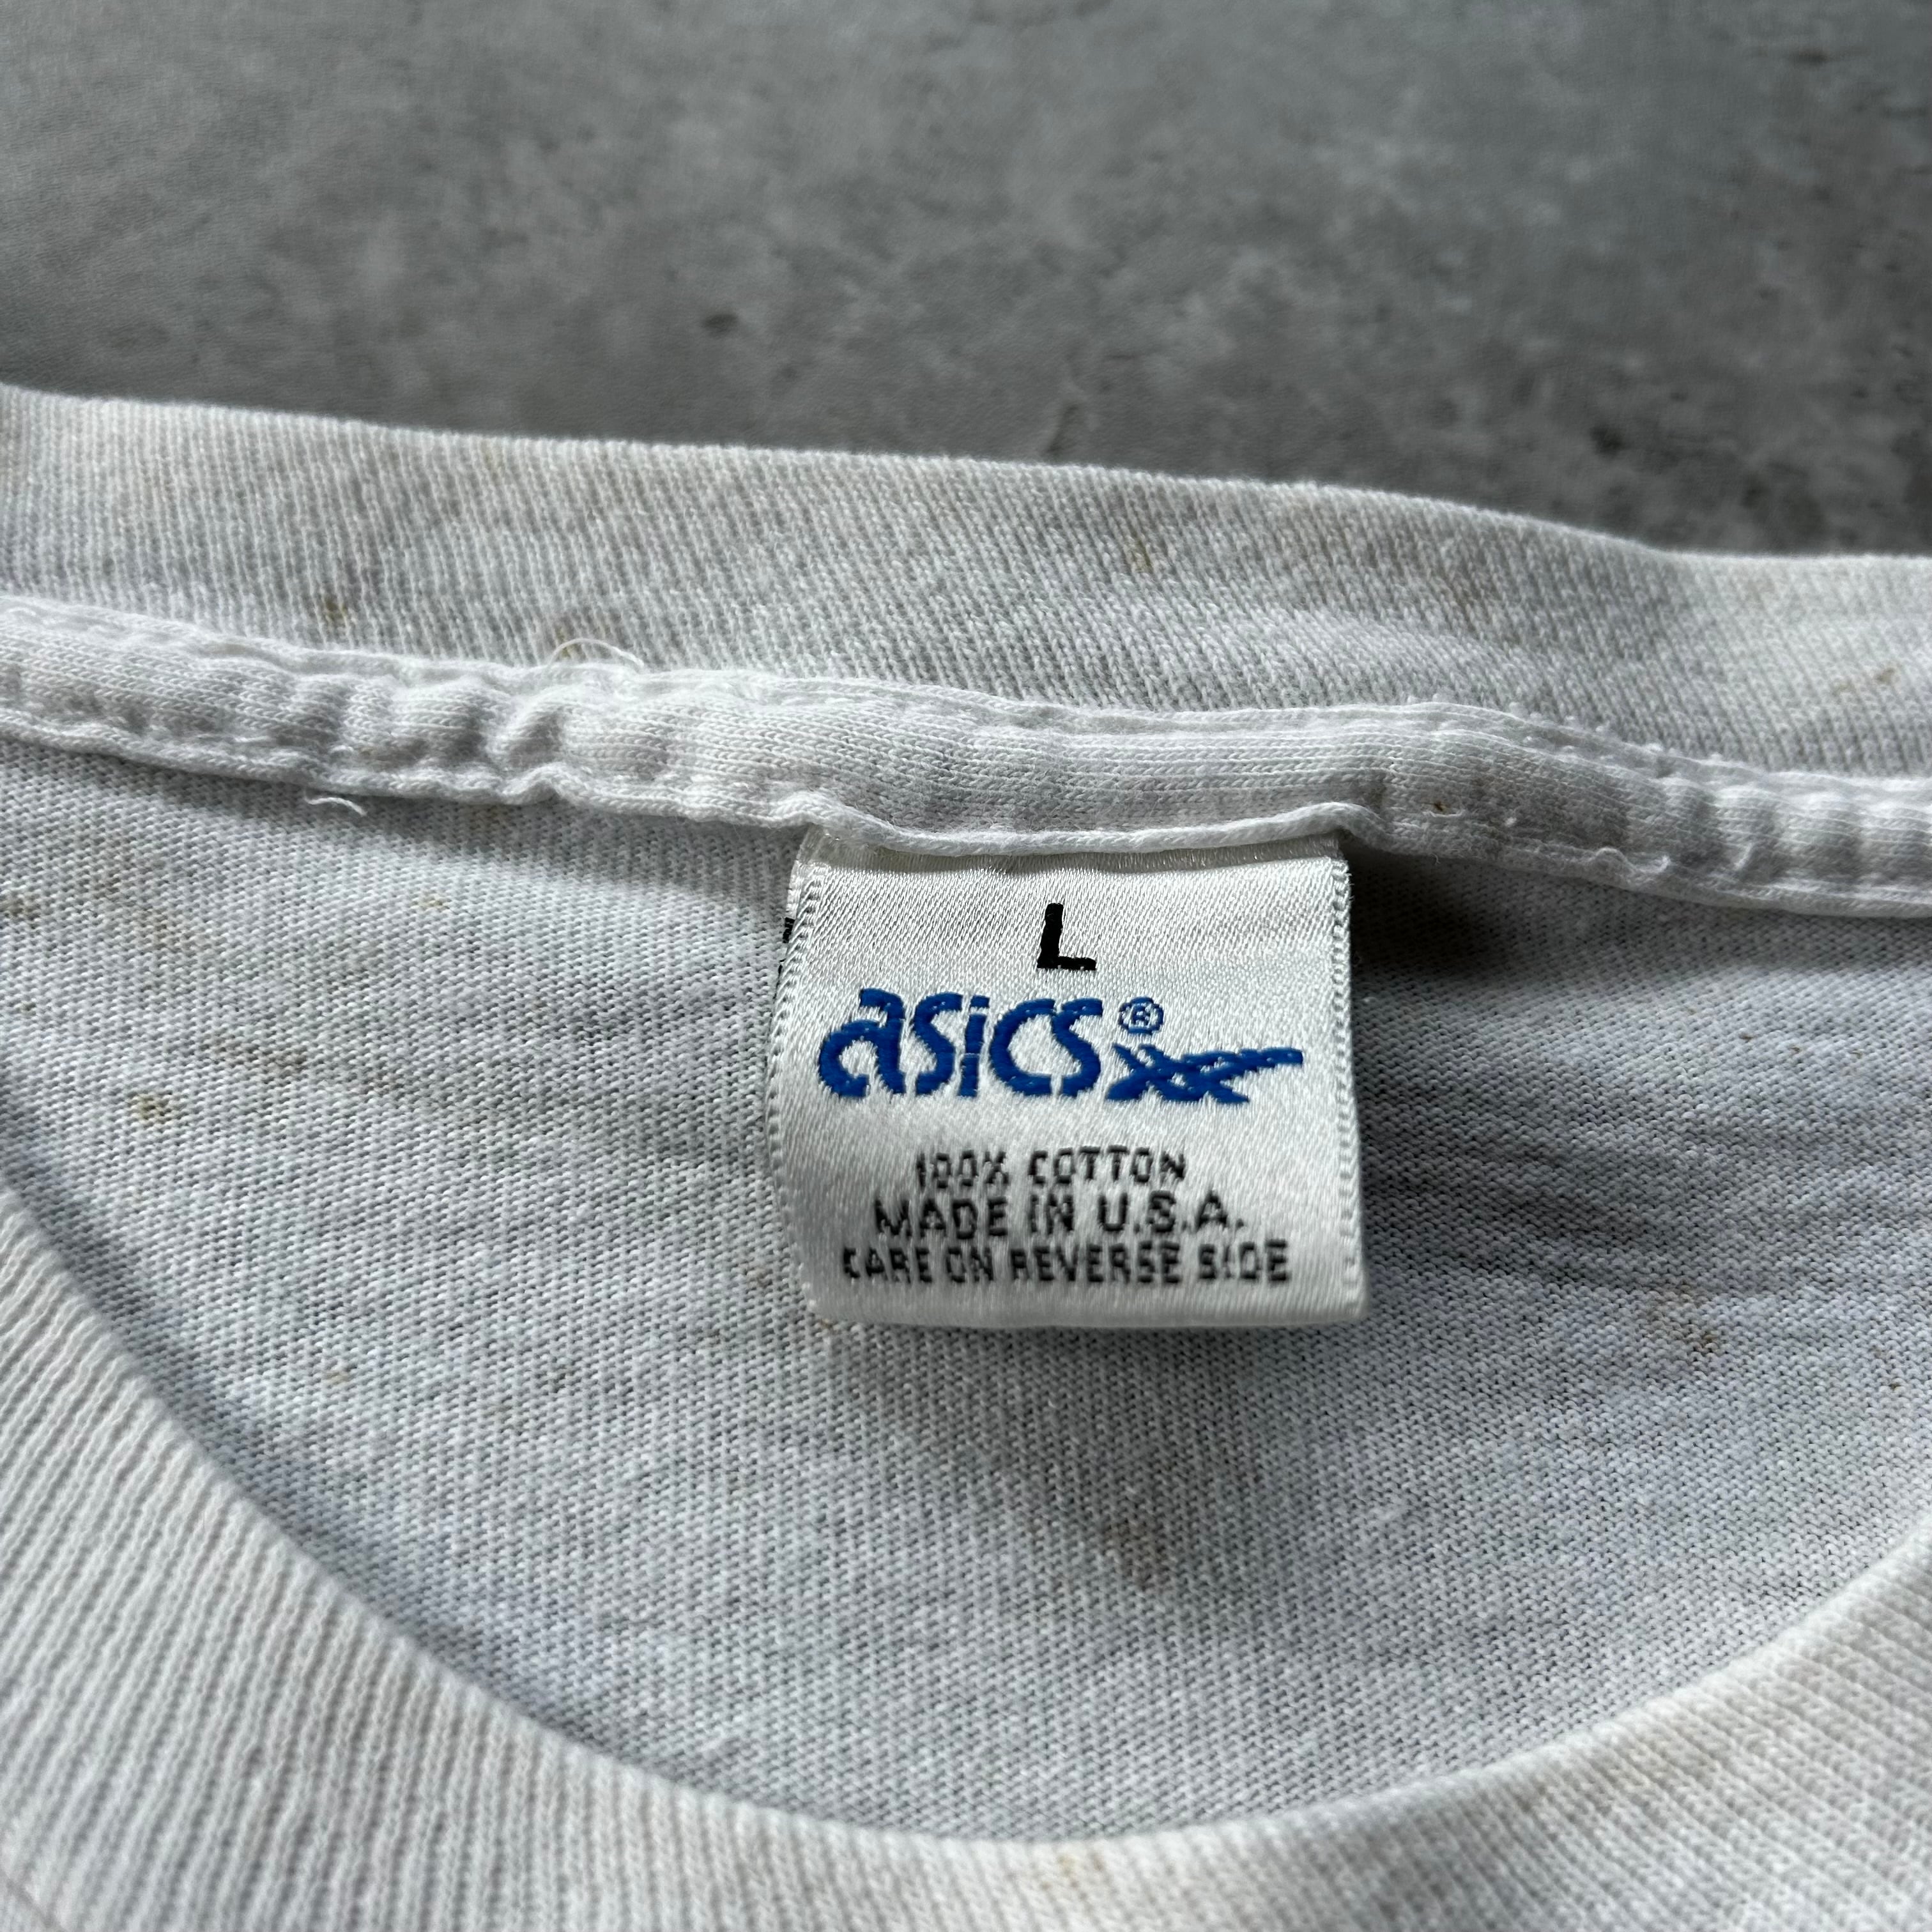 L
asics®
100% COTTON
MADE IN U.S.A.
CARE ON REVERSE SIDE